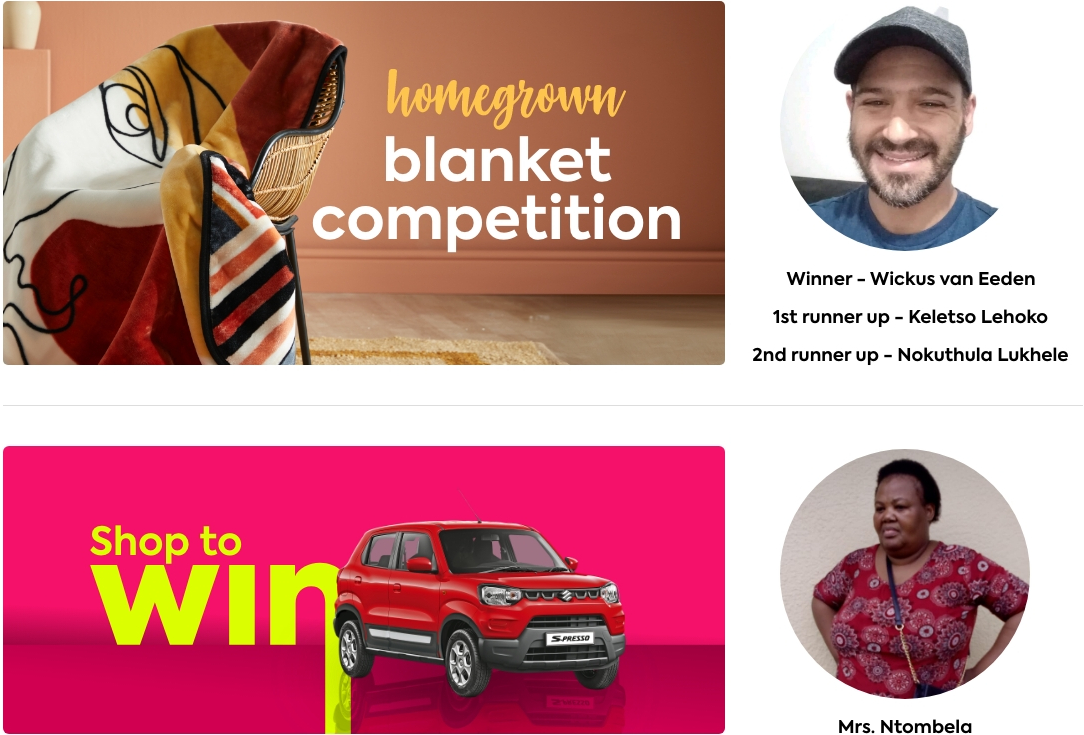 homegrown
blanket
competition
Winner - Wickus van Eeden
1st runner up - Keletso Lehoko
2nd runner up - Nokuthula Lukhele
Shop to
win
S-PRESSO
Mrs. Ntombela